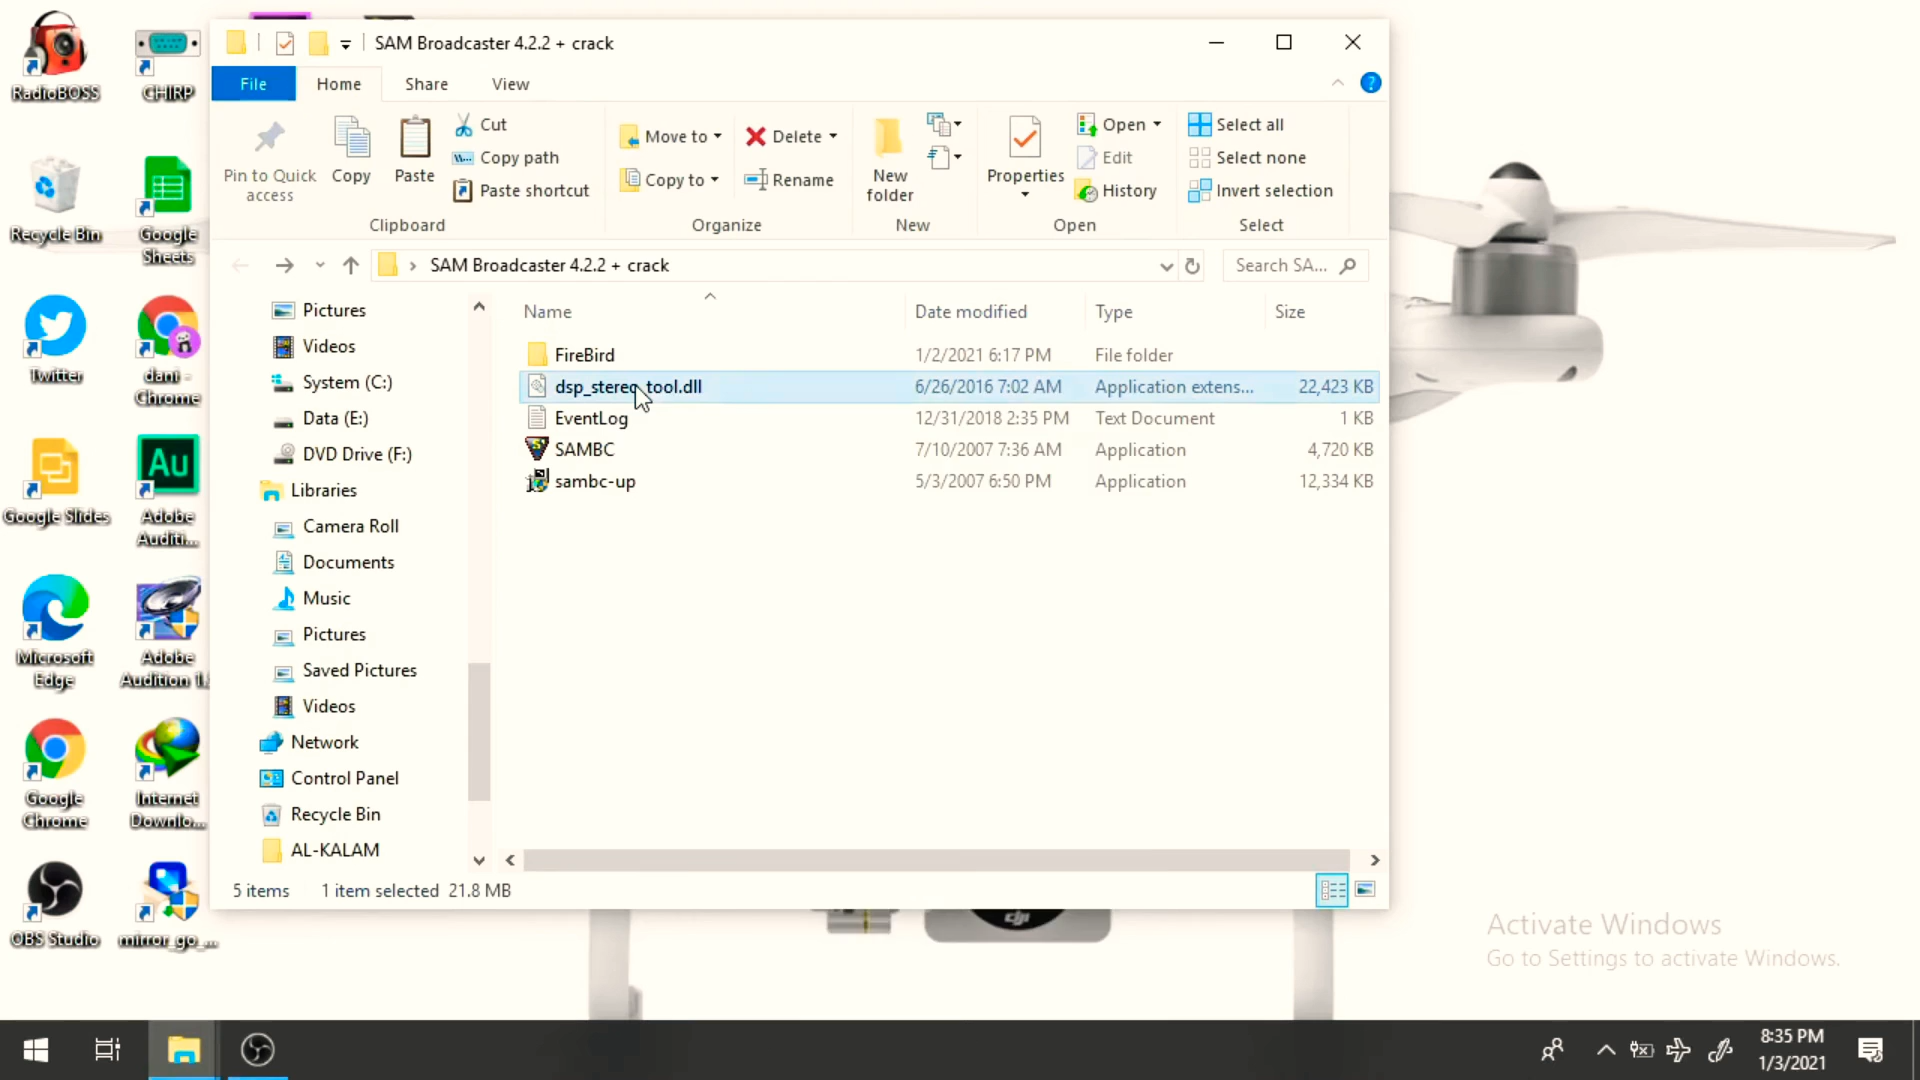 SAM Broadcaster 4.2.2 + crack
File Home Share View
Pin to Quick access
Copy
Paste
Cut
Copy path
Paste shortcut
Clipboard
Move to
Copy to
Delete
Rename
Organize
New folder
New
Properties
Open
Edit
History
Open
Select all
Select none
Invert selection
Select
SAM Broadcaster 4.2.2 + crack
Search SA...
Pictures
Videos
System (C:)
Data (E:)
DVD Drive (F:)
Libraries
Camera Roll
Documents
Music
Pictures
Saved Pictures
Videos
Network
Control Panel
Recycle Bin
AL-KALAM
Name Date modified Type Size
FireBird 1/2/2021 6:17 PM File folder
dsp_stereo_tool.dll 6/26/2016 7:02 AM Application extens... 22,423 KB
EventLog 12/31/2018 2:35 PM Text Document 1 KB
SAMBC 7/10/2007 7:36 AM Application 4,720 KB
sambc-up 5/3/2007 6:50 PM Application 12,334 KB
5 items 1 item selected 21.8 MB
RadioBOSS
CHIRP
Recycle Bin
Google Sheets
Twitter
dani - Chrome
Google Slides
Au
Adobe Auditi...
Microsoft Edge
Adobe Audition 1.
Google Chrome
Internet Downlo...
OBS Studio
mirror_go_...
dji
Activate Windows
Go to Settings to activate Windows.
8:35 PM
1/3/2021